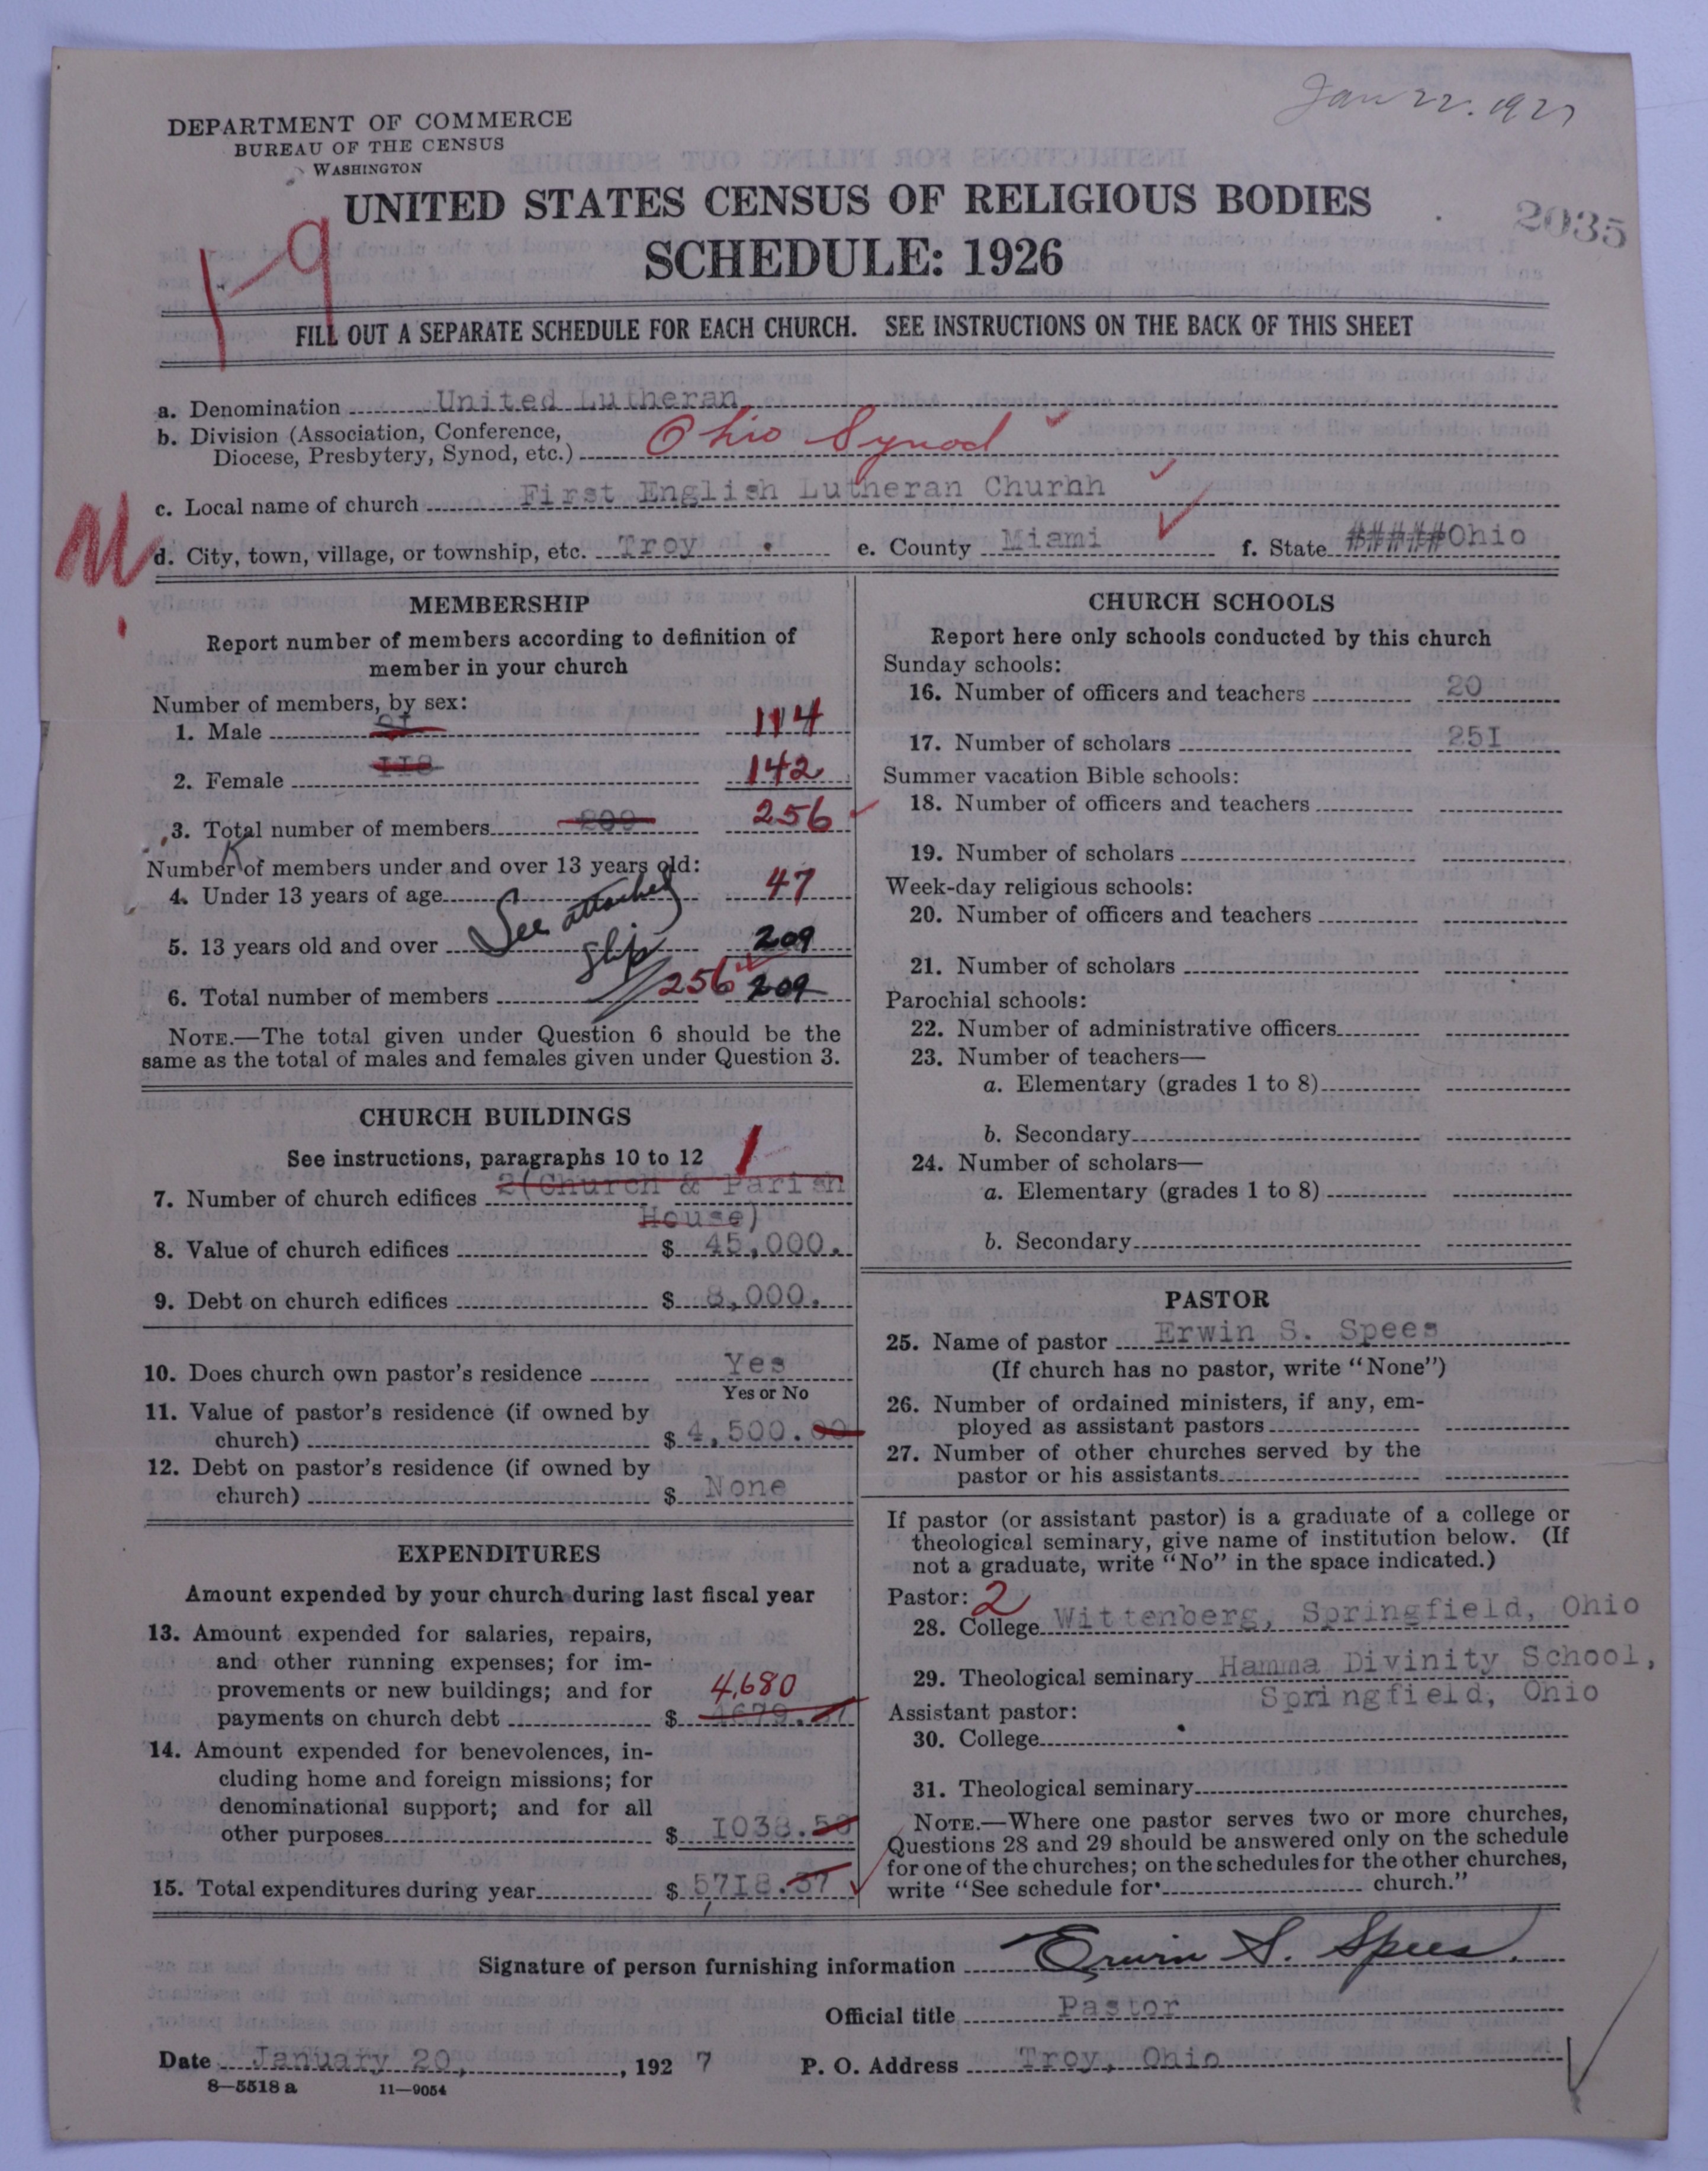 Jan 22. 1927
DEPARTMENT OF COMMERCE
BUREAU OF THE CENSUS
WASHINGTON
UNITED STATES CENSUS OF RELIGIOUS BODIES
2035
SCHEDULE: 1926
1-9
FILL OUT A SEPARATE SCHEDULE FOR EACH CHURCH. SEE INSTRUCTIONS ON THE BACK OF THIS SHEET
a. Denomination United Lutheran
b. Division (Association, Conference, Diocese, Presbytery, Synod, etc.) Ohio Synod
c. Local name of church First English Lutheran Churhh
d. City, town, village, or township, etc. Troy e. County Miami f. State #####Ohio
MEMBERSHIP
Report number of members according to definition of
member in your church
Number of members, by sex:
1. Male 91 114
2. Female 118 142
3. Total number of members 209 256
Number of members under and over 13 years old:
4. Under 13 years of age 47
See attached
5. 13 years old and over 209
slip
6. Total number of members 256 209
NOTE.—The total given under Question 6 should be the
same as the total of males and females given under Question 3.
CHURCH BUILDINGS
See instructions, paragraphs 10 to 12 1
7. Number of church edifices 2(Church & Parish
House)
8. Value of church edifices $ 45,000.
9. Debt on church edifices $ 8,000.
10. Does church own pastor's residence Yes
Yes or No
11. Value of pastor's residence (if owned by
church) $ 4,500.00
12. Debt on pastor's residence (if owned by
church) $ None
EXPENDITURES
Amount expended by your church during last fiscal year
13. Amount expended for salaries, repairs,
and other running expenses; for im-
provements or new buildings; and for 4,680
payments on church debt $ 4679.
14. Amount expended for benevolences, in-
cluding home and foreign missions; for
denominational support; and for all
other purposes $ 1038.
15. Total expenditures during year $ 5718.37
CHURCH SCHOOLS
Report here only schools conducted by this church
Sunday schools:
16. Number of officers and teachers 20
17. Number of scholars 251
Summer vacation Bible schools:
18. Number of officers and teachers
19. Number of scholars
Week-day religious schools:
20. Number of officers and teachers
21. Number of scholars
Parochial schools:
22. Number of administrative officers
23. Number of teachers—
a. Elementary (grades 1 to 8)
b. Secondary
24. Number of scholars—
a. Elementary (grades 1 to 8)
b. Secondary
PASTOR
25. Name of pastor Erwin S. Spees
(If church has no pastor, write "None")
26. Number of ordained ministers, if any, em-
ployed as assistant pastors
27. Number of other churches served by the
pastor or his assistants
If pastor (or assistant pastor) is a graduate of a college or
theological seminary, give name of institution below. (If
not a graduate, write "No" in the space indicated.)
Pastor: 2
28. College Wittenberg, Springfield, Ohio
29. Theological seminary Hamma Divinity School,
Springfield, Ohio
Assistant pastor:
30. College
31. Theological seminary
NOTE.—Where one pastor serves two or more churches,
Questions 28 and 29 should be answered only on the schedule
for one of the churches; on the schedules for the other churches,
write "See schedule for church."
Signature of person furnishing information Erwin S. Spees.
Official title Pastor
Date January 20, 1927 P. O. Address Troy, Ohio
8—5518 a 11—9054